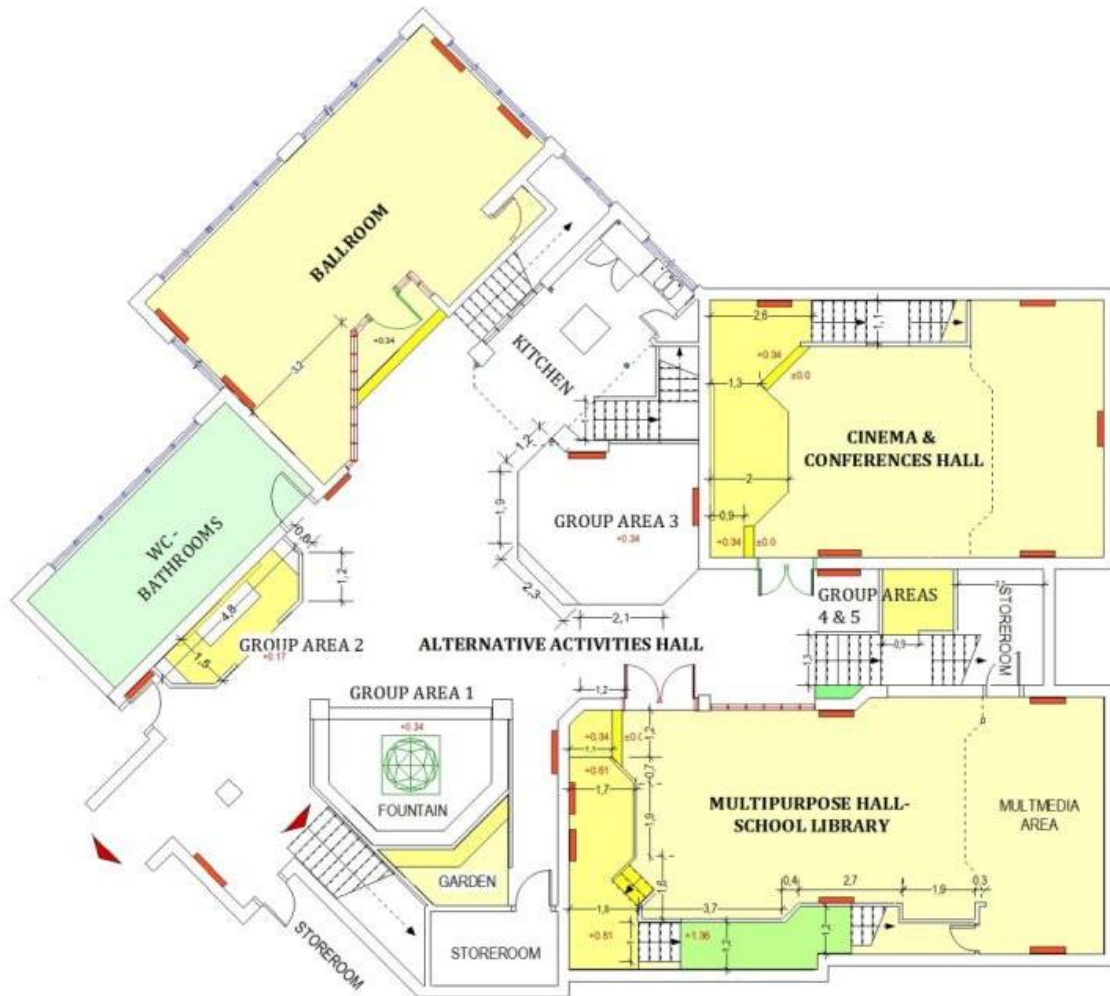 BALLROOM
3,2
+0.34
KITCHEN
1
2,6
1,1
+0.34
±0.0
1,3
CINEMA &
CONFERENCES HALL
2
0,9
+0.34
±0.0
1,2
1,9
GROUP AREA 3
+0.34
2,3
2,1
WC-
BATHROOMS
0,6
1,2
4,8
1,5
GROUP AREA 2
+0.17
ALTERNATIVE ACTIVITIES HALL
GROUP AREAS
4 & 5
2,2
0,9
1,3
STOREROOM
GROUP AREA 1
+0.34
FOUNTAIN
GARDEN
STOREROOM
STOREROOM
1,2
+0.34
1,2
1,1
+0.61
0,7
1,7
1,9
MULTIPURPOSE HALL-
SCHOOL LIBRARY
MULTMEDIA
AREA
1,6
1,8
3,7
0,4
2,7
1,9
0,3
+0.61
1
+1.36
1,2
1,2